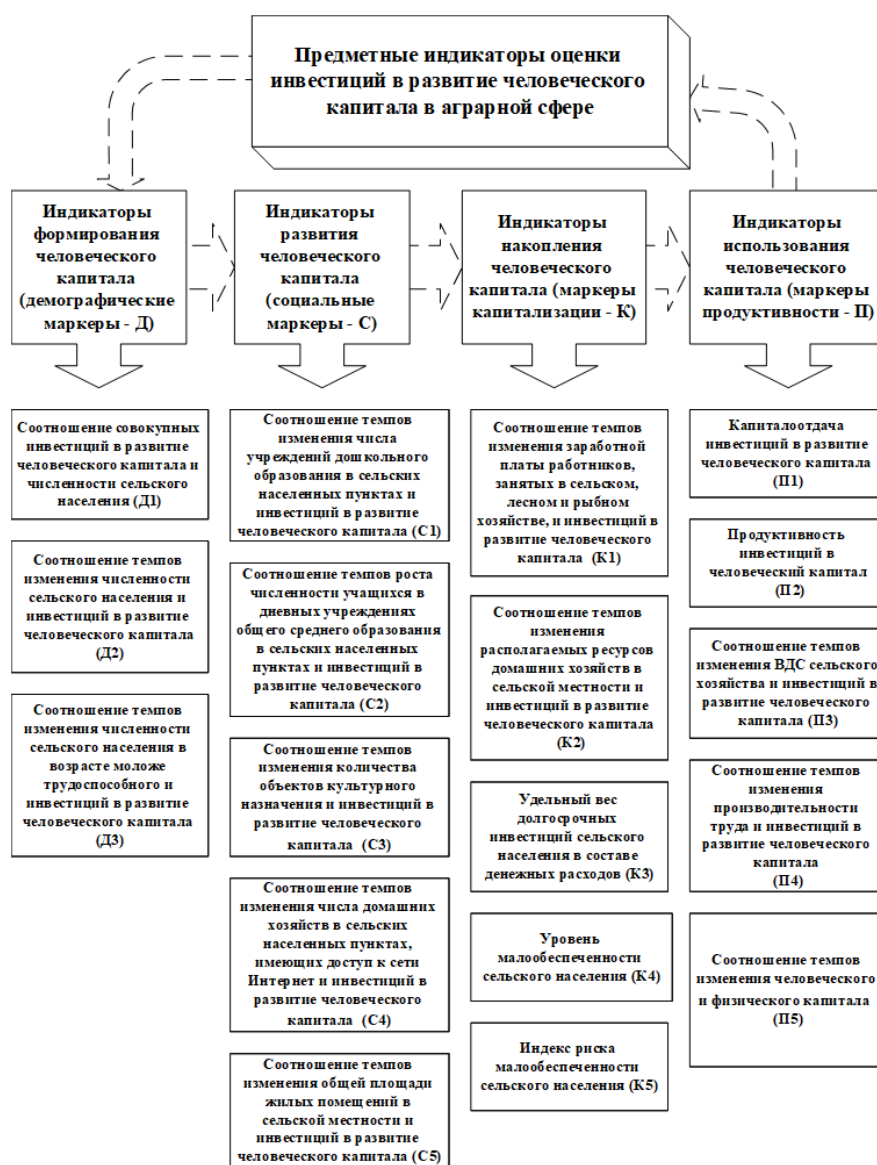 Предметные индикаторы оценки
инвестиций в развитие человеческого
капитала в аграрной сфере
Индикаторы
формирования
человеческого
капитала
(демографические
маркеры - Д)
Индикаторы
развития
человеческого
капитала
(социальные
маркеры - С)
Индикаторы
накопления
человеческого
капитала (маркеры
капитализации - К)
Индикаторы
использования
человеческого
капитала (маркеры
продуктивности - П)
Соотношение совокупных
инвестиций в развитие
человеческого капитала и
численности сельского
населения (Д1)
Соотношение темпов
изменения численности
сельского населения и
инвестиций в развитие
человеческого капитала
(Д2)
Соотношение темпов
изменения численности
сельского населения в
возрасте моложе
трудоспособного и
инвестиций в развитие
человеческого капитала
(Д3)
Соотношение темпов
изменения числа
учреждений дошкольного
образования в сельских
населенных пунктах и
инвестиций в развитие
человеческого капитала (С1)
Соотношение темпов роста
численности учащихся в
дневных учреждениях
общего среднего образования
в сельских населенных
пунктах и инвестиций в
развитие человеческого
капитала (С2)
Соотношение темпов
изменения количества
объектов культурного
назначения и инвестиций в
развитие человеческого
капитала (С3)
Соотношение темпов
изменения числа домашних
хозяйств в сельских
населенных пунктах,
имеющих доступ к сети
Интернет и инвестиций в
развитие человеческого
капитала (С4)
Соотношение темпов
изменения общей площади
жилых помещений в
сельской местности и
инвестиций в развитие
человеческого капитала (С5)
Соотношение темпов
изменения заработной
платы работников,
занятых в сельском,
лесном и рыбном
хозяйстве, и инвестиций в
развитие человеческого
капитала (К1)
Соотношение темпов
изменения
располагаемых ресурсов
домашних хозяйств в
сельской местности и
инвестиций в развитие
человеческого капитала
(К2)
Удельный вес
долгосрочных
инвестиций сельского
населения в составе
денежных расходов (К3)
Уровень
малообеспеченности
сельского населения (К4)
Индекс риска
малообеспеченности
сельского населения (К5)
Капиталоотдача
инвестиций в развитие
человеческого капитала
(П1)
Продуктивность
инвестиций в
человеческий капитал
(П2)
Соотношение темпов
изменения ВДС сельского
хозяйства и инвестиций в
развитие человеческого
капитала (П3)
Соотношение темпов
изменения
производительности
труда и инвестиций в
развитие человеческого
капитала
(П4)
Соотношение темпов
изменения человеческого
и физического капитала
(П5)